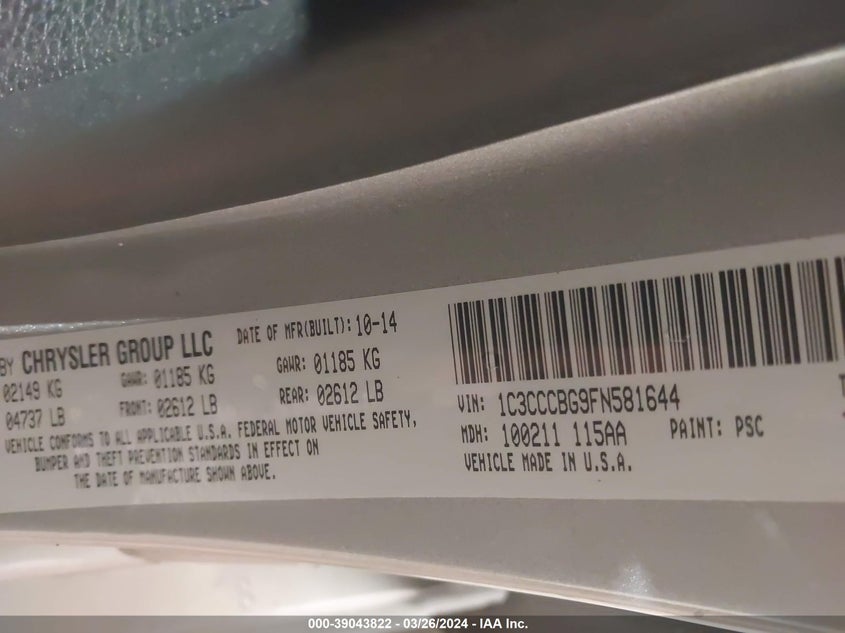 BY CHRYSLER GROUP LLC DATE OF MFR(BUILT): 10-14
02149 KG GAWR: 01185 KG GAWR: 01185 KG
04737 LB FRONT: 02612 LB REAR: 02612 LB
VEHICLE CONFORMS TO ALL APPLICABLE U.S.A. FEDERAL MOTOR VEHICLE SAFETY,
BUMPER AND THEFT PREVENTION STANDARDS IN EFFECT ON
THE DATE OF MANUFACTURE SHOWN ABOVE.
VIN: 1C3CCCBG9FN581644
MDH: 100211 115AA PAINT: PSC
VEHICLE MADE IN U.S.A.
000-39043822 - 03/26/2024 - IAA Inc.